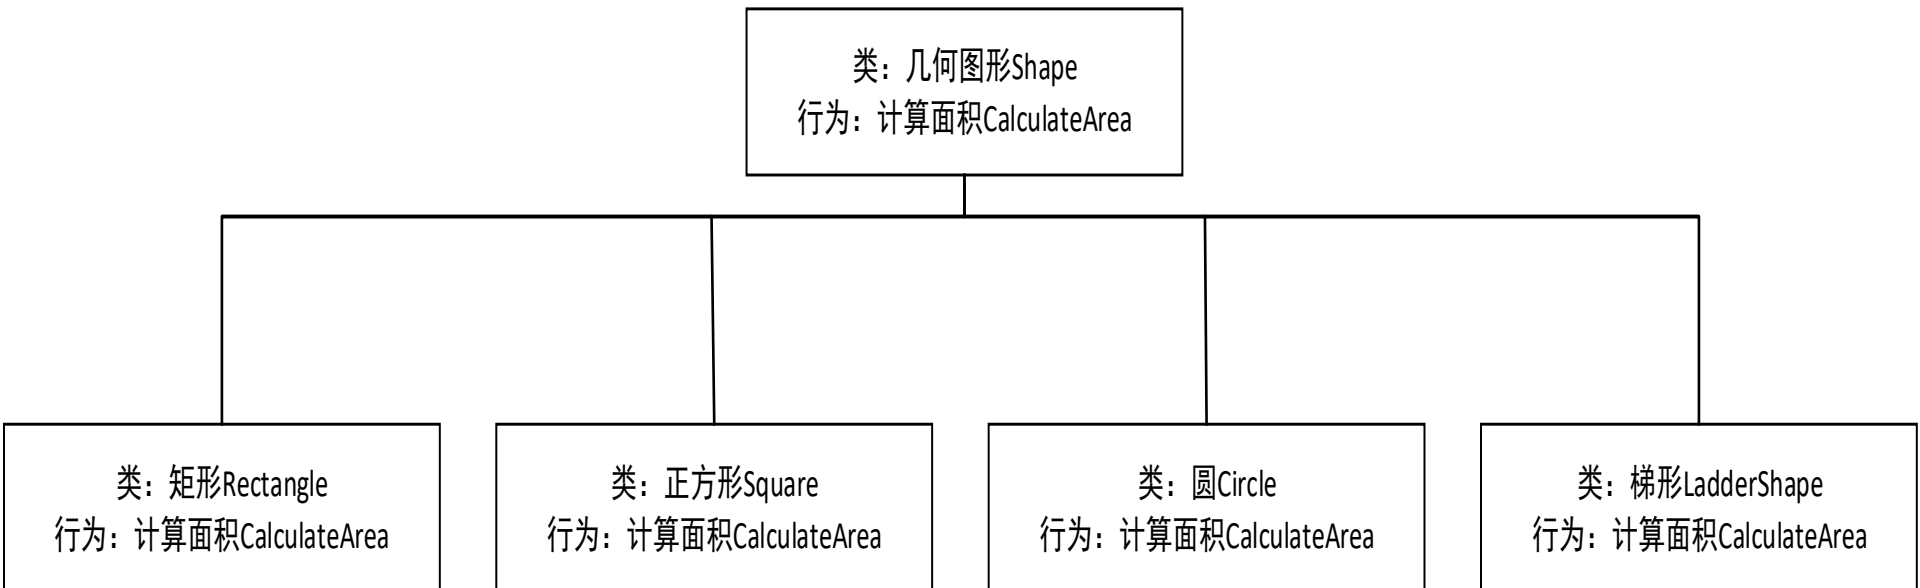 类：几何图形Shape
行为：计算面积CalculateArea
类：矩形Rectangle
行为：计算面积CalculateArea
类：正方形Square
行为：计算面积CalculateArea
类：圆Circle
行为：计算面积CalculateArea
类：梯形LadderShape
行为：计算面积CalculateArea